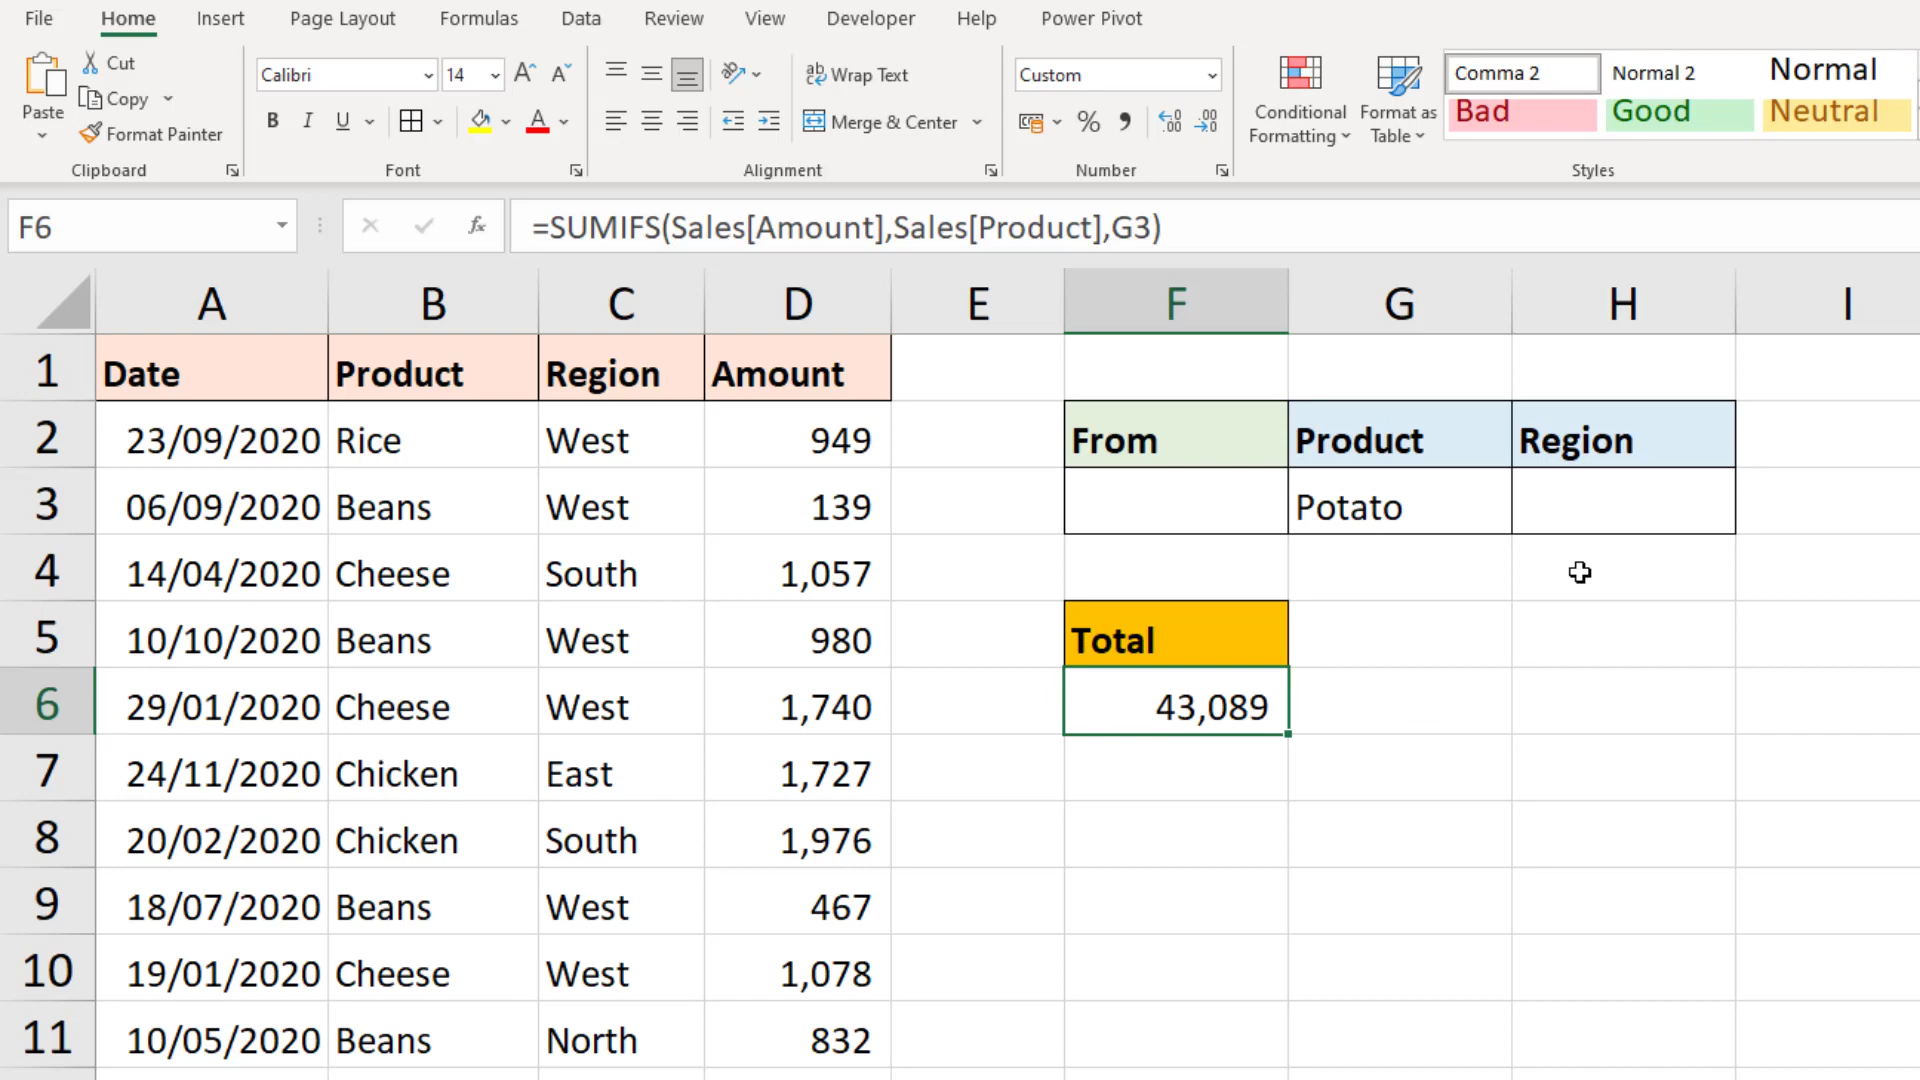 File Home Insert Page Layout Formulas Data Review View Developer Help Power Pivot
Paste Cut Copy Format Painter
Clipboard
Calibri 14 A A
B I U A
Font
Wrap Text
Merge & Center
Alignment
Custom
% 9 .00 .00
Number
Conditional Formatting Format as Table
Comma 2 Normal 2 Normal
Bad Good Neutral
Styles
F6 fx =SUMIFS(Sales[Amount],Sales[Product],G3)
A B C D E F G H I
1 Date Product Region Amount
2 23/09/2020 Rice West 949 From Product Region
3 06/09/2020 Beans West 139 Potato
4 14/04/2020 Cheese South 1,057
5 10/10/2020 Beans West 980 Total
6 29/01/2020 Cheese West 1,740 43,089
7 24/11/2020 Chicken East 1,727
8 20/02/2020 Chicken South 1,976
9 18/07/2020 Beans West 467
10 19/01/2020 Cheese West 1,078
11 10/05/2020 Beans North 832